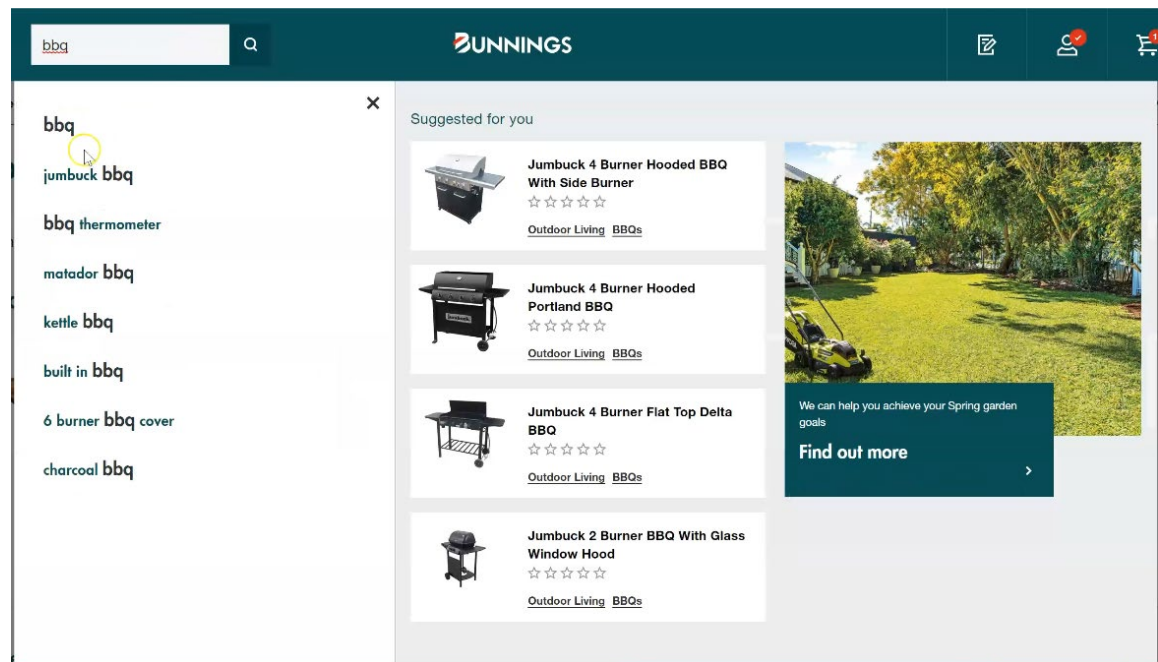 bbq
BUNNINGS
1
bbq
jumbuck bbq
bbq thermometer
matador bbq
kettle bbq
built in bbq
6 burner bbq cover
charcoal bbq
Suggested for you
Jumbuck 4 Burner Hooded BBQ
With Side Burner
Outdoor Living BBQs
Jumbuck 4 Burner Hooded
Portland BBQ
Outdoor Living BBQs
Jumbuck 4 Burner Flat Top Delta
BBQ
Outdoor Living BBQs
Jumbuck 2 Burner BBQ With Glass
Window Hood
Outdoor Living BBQs
We can help you achieve your Spring garden
goals
Find out more